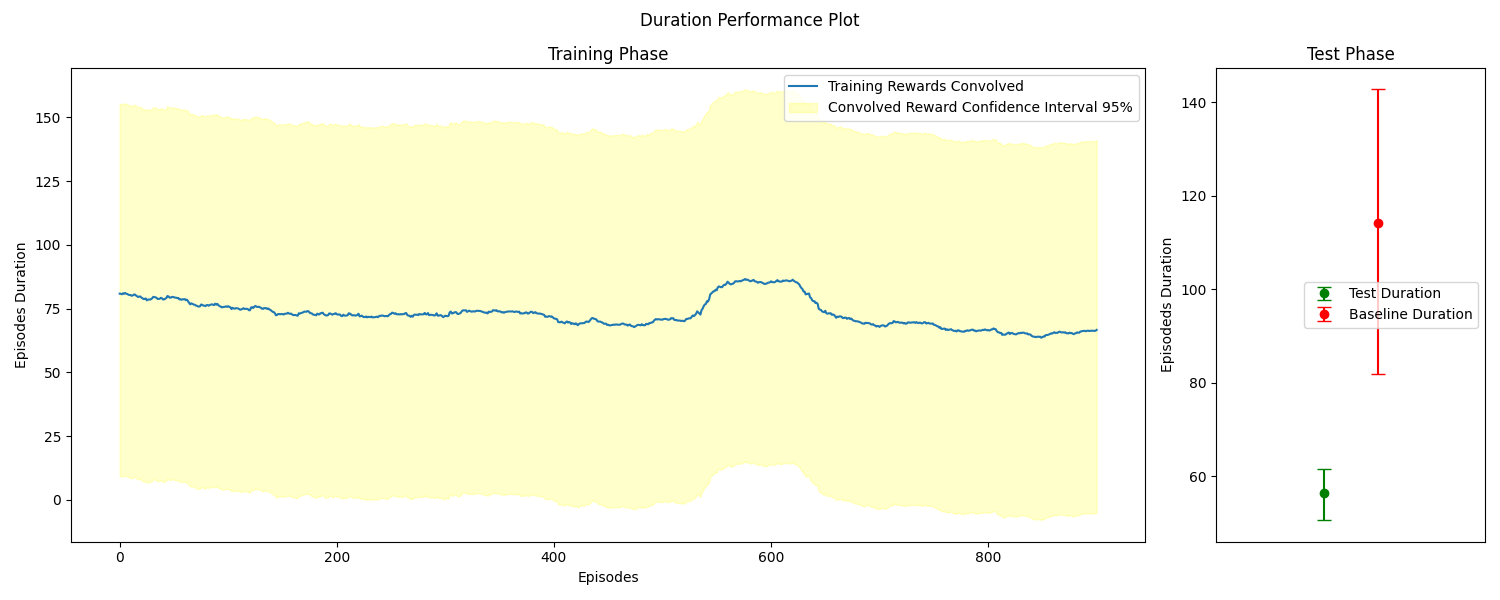 Duration Performance Plot
Training Phase
Training Rewards Convolved
Convolved Reward Confidence Interval 95%
150
125
100
75
50
25
0
Episodes Duration
0 200 400 600 800
Episodes
Test Phase
Test Duration
Baseline Duration
140
120
100
80
60
Episodeds Duration